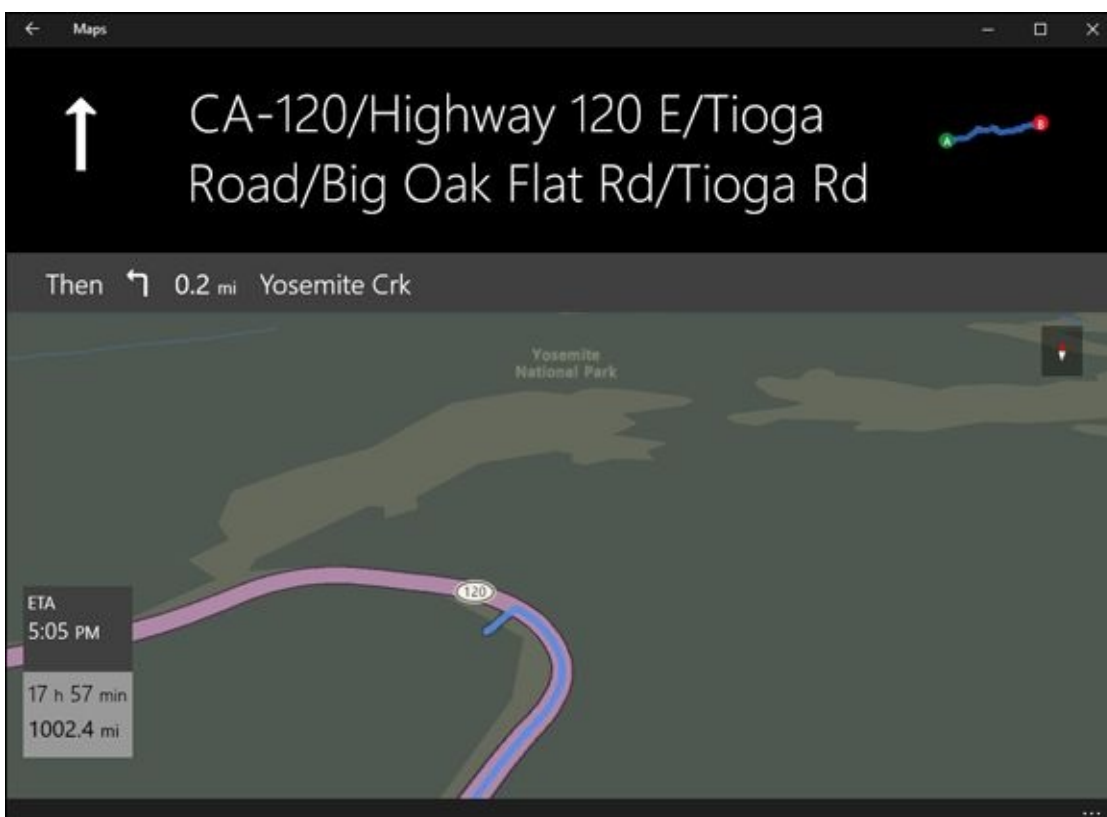 Maps
CA-120/Highway 120 E/Tioga
Road/Big Oak Flat Rd/Tioga Rd
A
B
Then 0.2 mi Yosemite Crk
Yosemite
National Park
120
ETA
5:05 PM
17 h 57 min
1002.4 mi